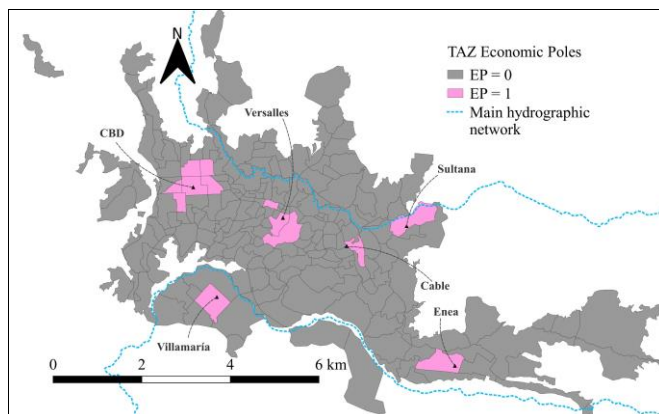 N
TAZ Economic Poles
EP = 0
EP = 1
Main hydrographic
network
Versalles
CBD
Sultana
Cable
Enea
Villamaría
0 2 4 6 km